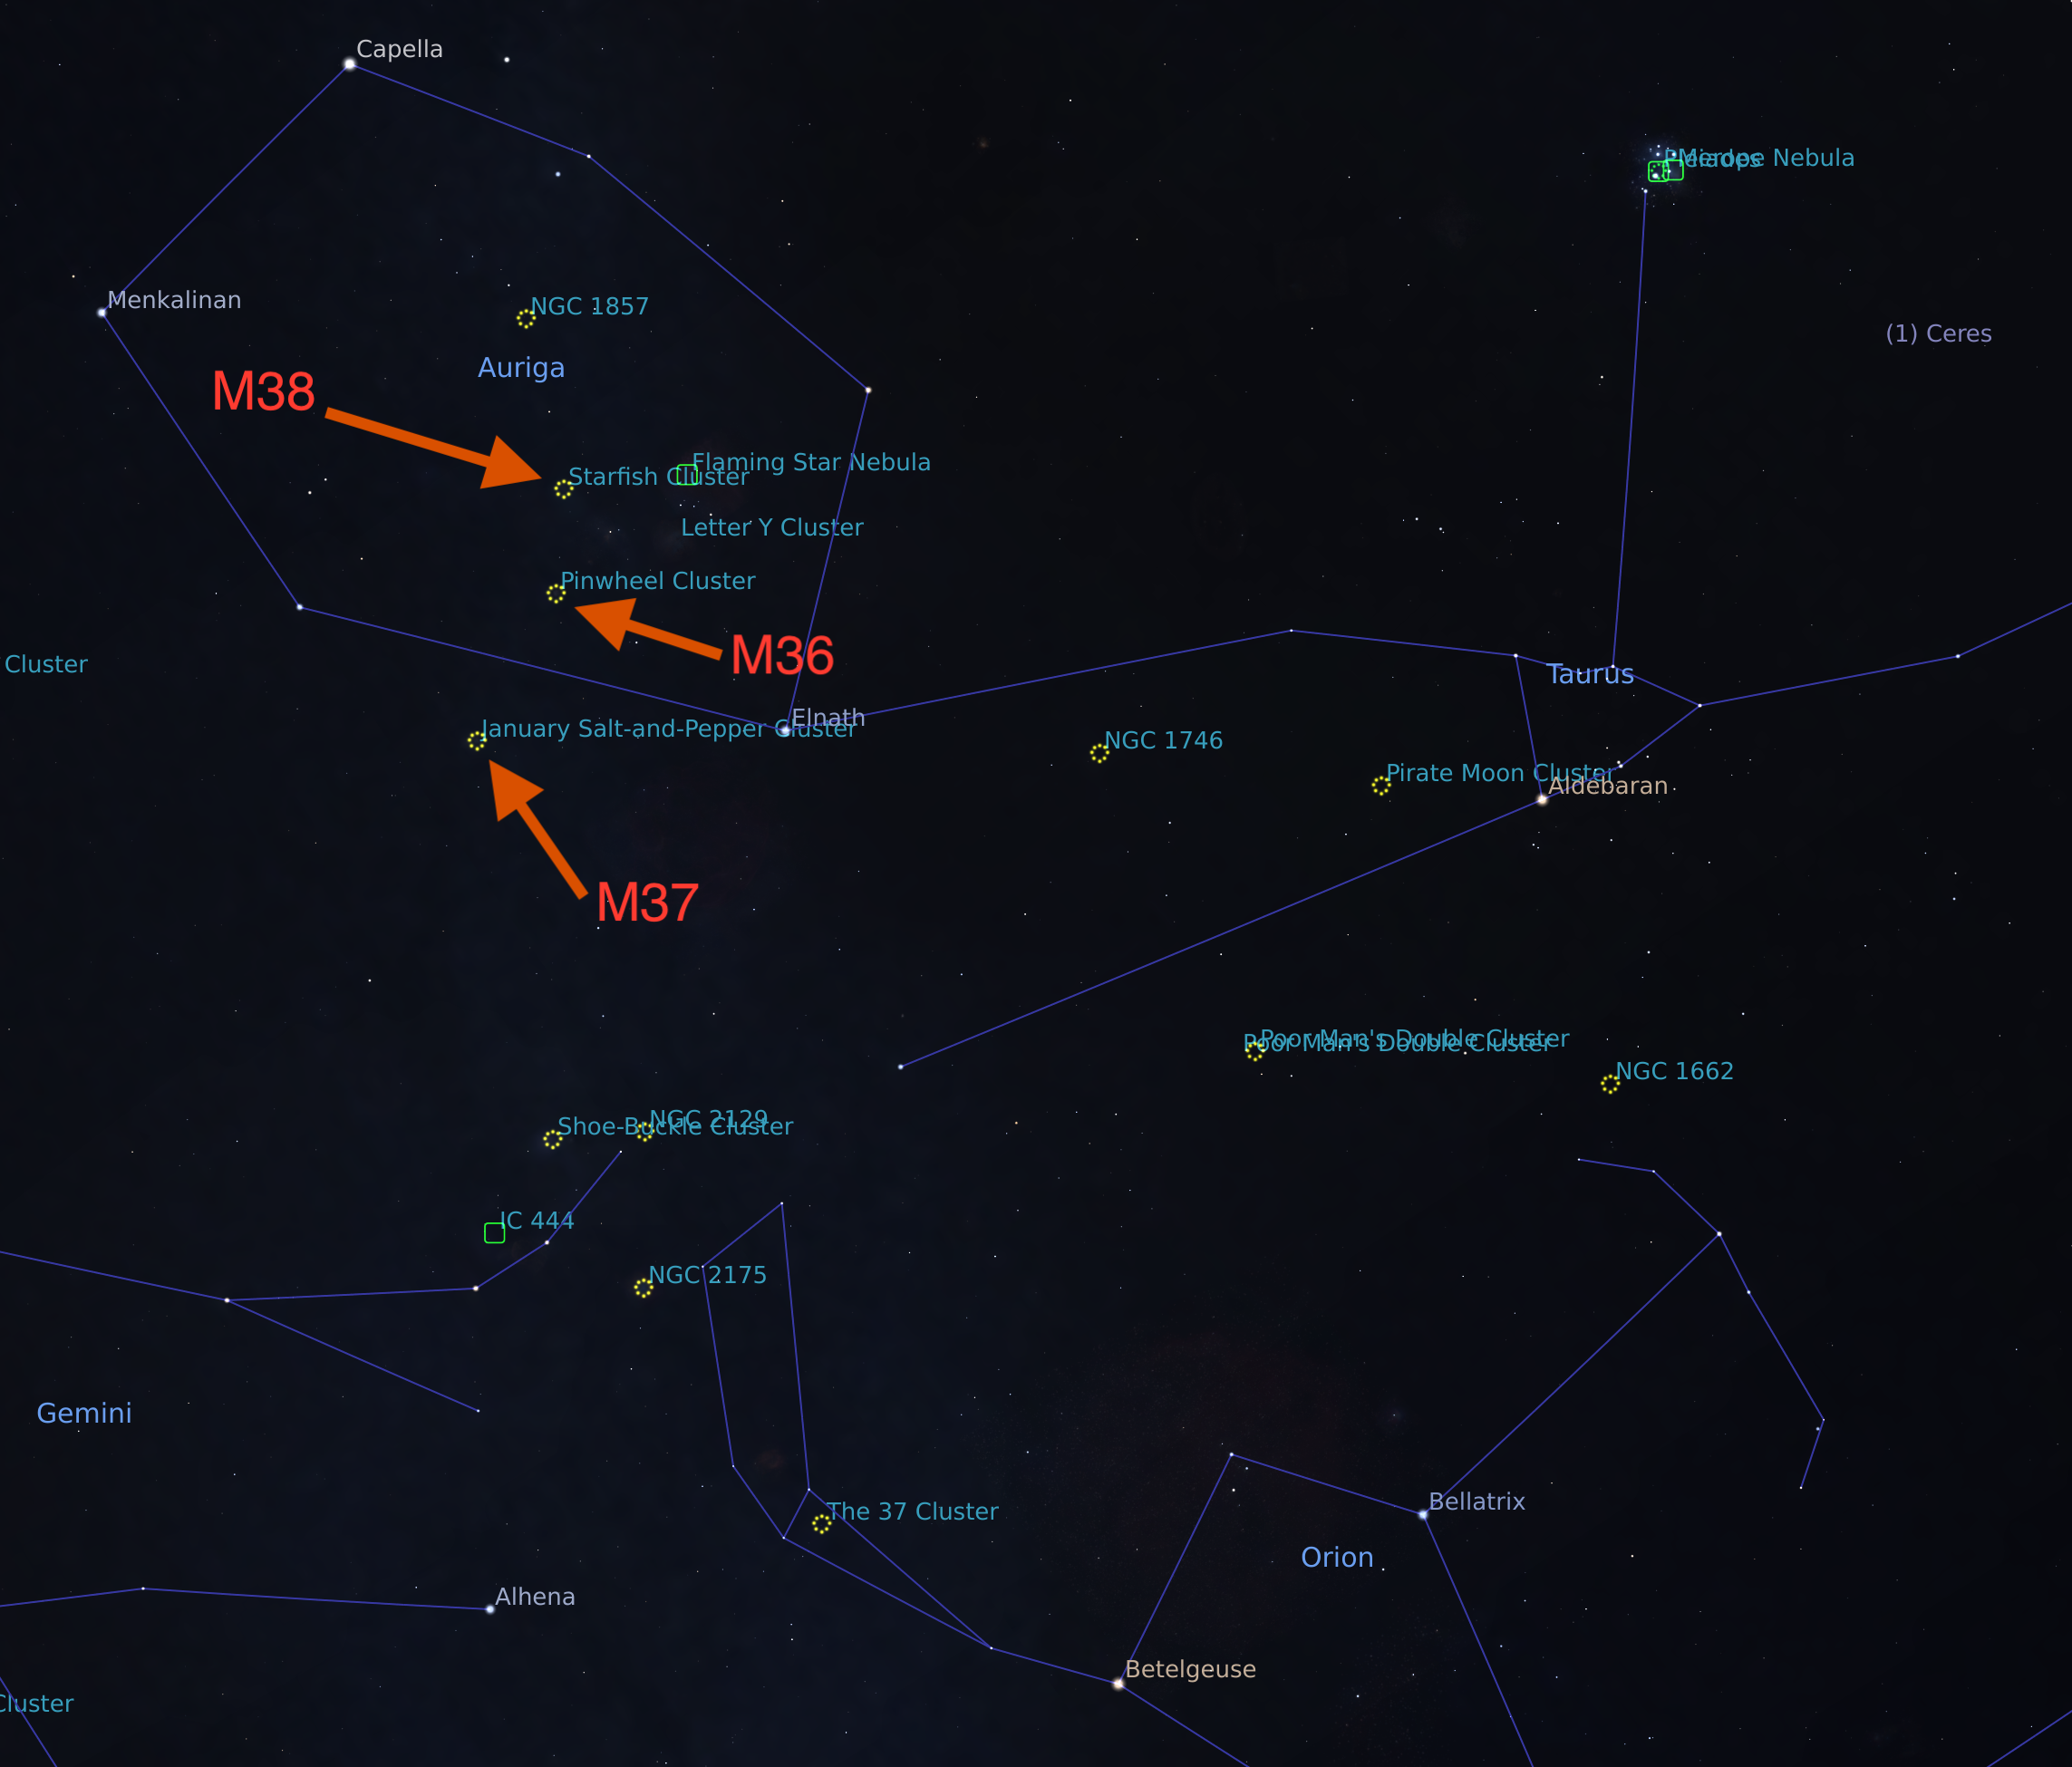 Capella
Pleiades
Merope Nebula
Menkalinan
NGC 1857
(1) Ceres
Auriga
M38
Flaming Star Nebula
Starfish Cluster
Letter Y Cluster
Pinwheel Cluster
M36
Cluster
Taurus
Elnath
January Salt-and-Pepper Cluster
NGC 1746
Pirate Moon Cluster
Aldebaran
M37
Poor Man's Double Cluster
Poor Man's Double Cluster
NGC 1662
NGC 2129
Shoe-Buckle Cluster
IC 444
NGC 2175
Gemini
Bellatrix
The 37 Cluster
Orion
Alhena
Betelgeuse
Cluster